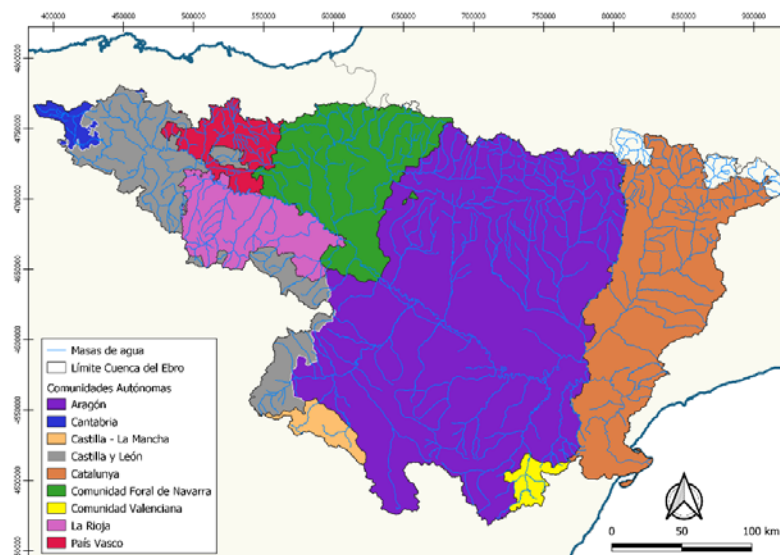 400000 450000 500000 550000 600000 650000 700000 750000 800000 850000 900000
4800000
4750000
4700000
4650000
4600000
4550000
4500000
Masas de agua
Límite Cuenca del Ebro
Comunidades Autónomas
Aragón
Cantabria
Castilla - La Mancha
Castilla y León
Catalunya
Comunidad Foral de Navarra
Comunidad Valenciana
La Rioja
País Vasco
0 50 100 km